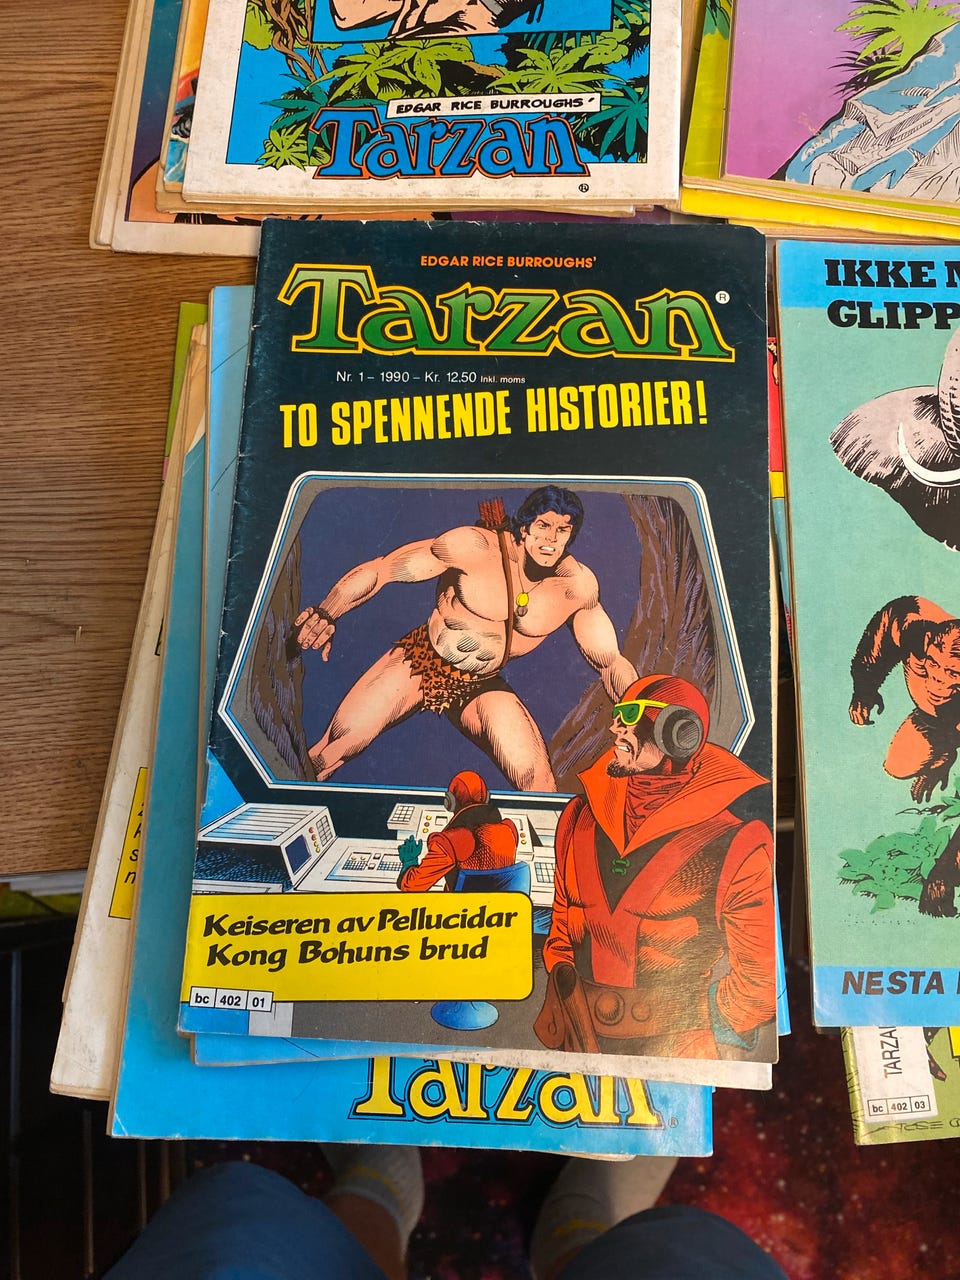 EDGAR RICE BURROUGHS'
Tarzan
®
EDGAR RICE BURROUGHS'
Tarzan®
Nr. 1 – 1990 – Kr. 12,50 Inkl. moms
TO SPENNENDE HISTORIER!
Keiseren av Pellucidar
Kong Bohuns brud
bc 402 01
Tarzan®
IKKE
GLIPP
NESTA
TARZAN
bc 402 03